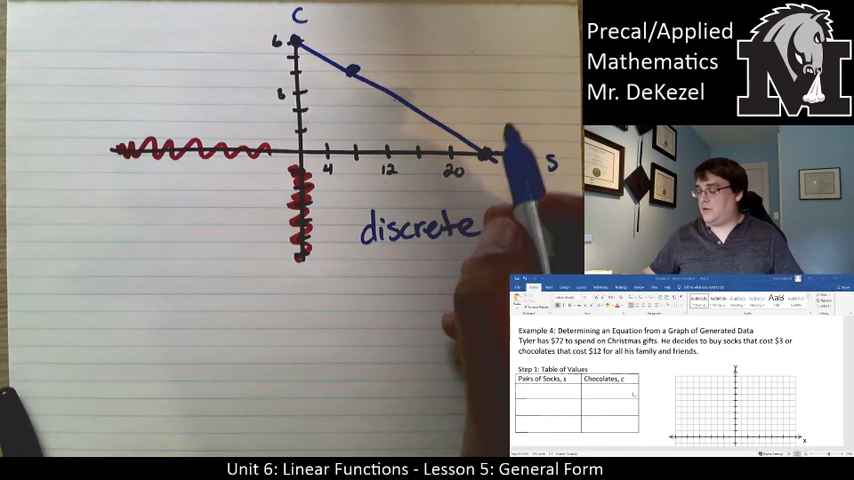 C
6
3
4
12
20
S
discrete
Precal/Applied
Mathematics
Mr. DeKezel
M
Example 4: Determining an Equation from a Graph of Generated Data
Tyler has $72 to spend on Christmas gifts. He decides to buy socks that cost $3 or
chocolates that cost $12 for all his family and friends.
Step 1: Table of Values
Pairs of Socks, s
Chocolates, c
y
x
Unit 6: Linear Functions - Lesson 5: General Form